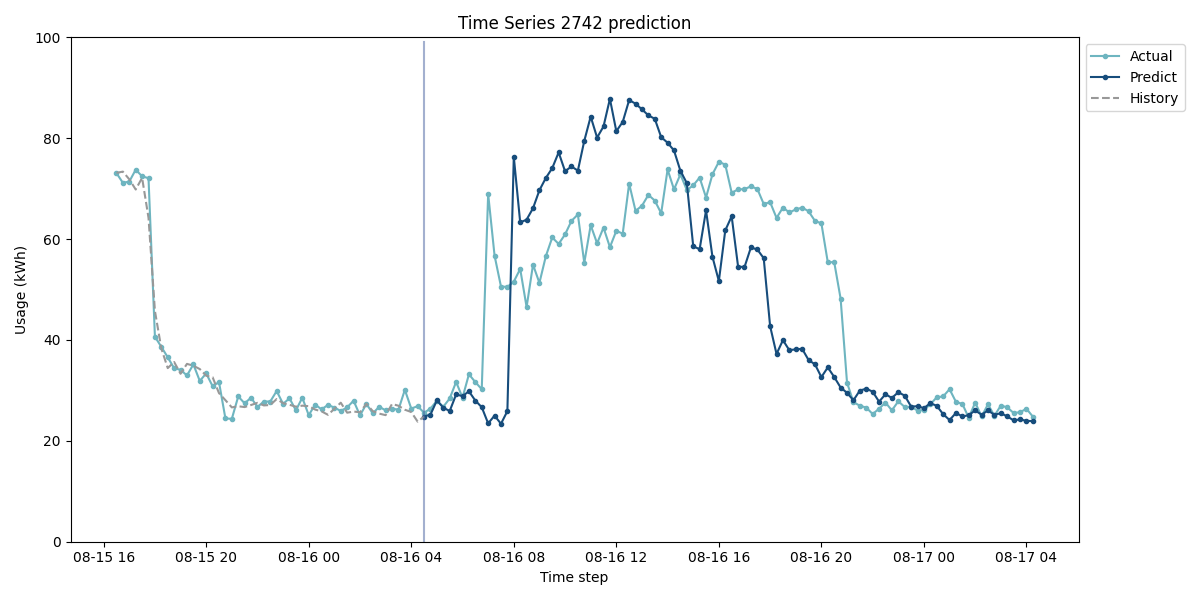 Time Series 2742 prediction
Actual
Predict
History
Usage (kWh)
100
80
60
40
20
0
08-15 16 08-15 20 08-16 00 08-16 04 08-16 08 08-16 12 08-16 16 08-16 20 08-17 00 08-17 04
Time step